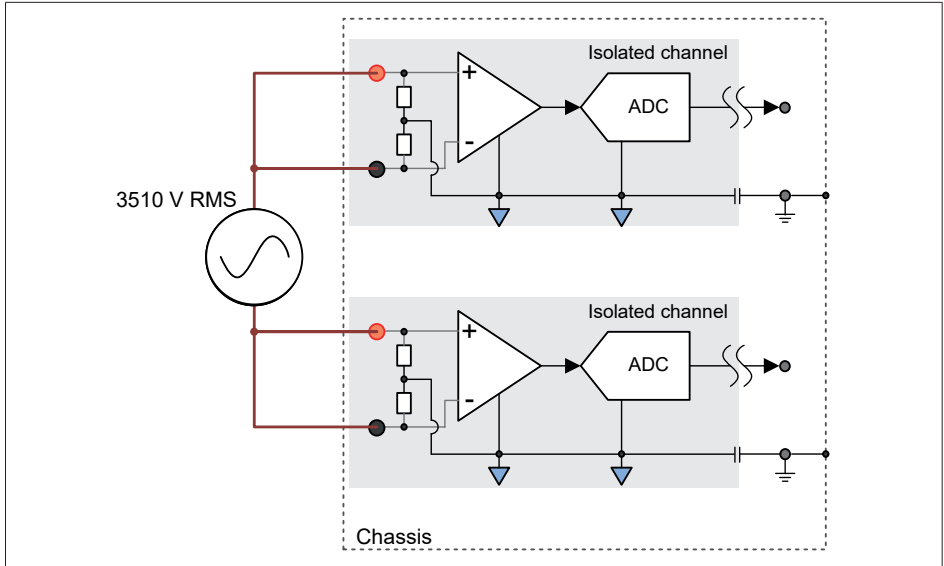 Isolated channel
+
-
ADC
3510 V RMS
Isolated channel
+
-
ADC
Chassis